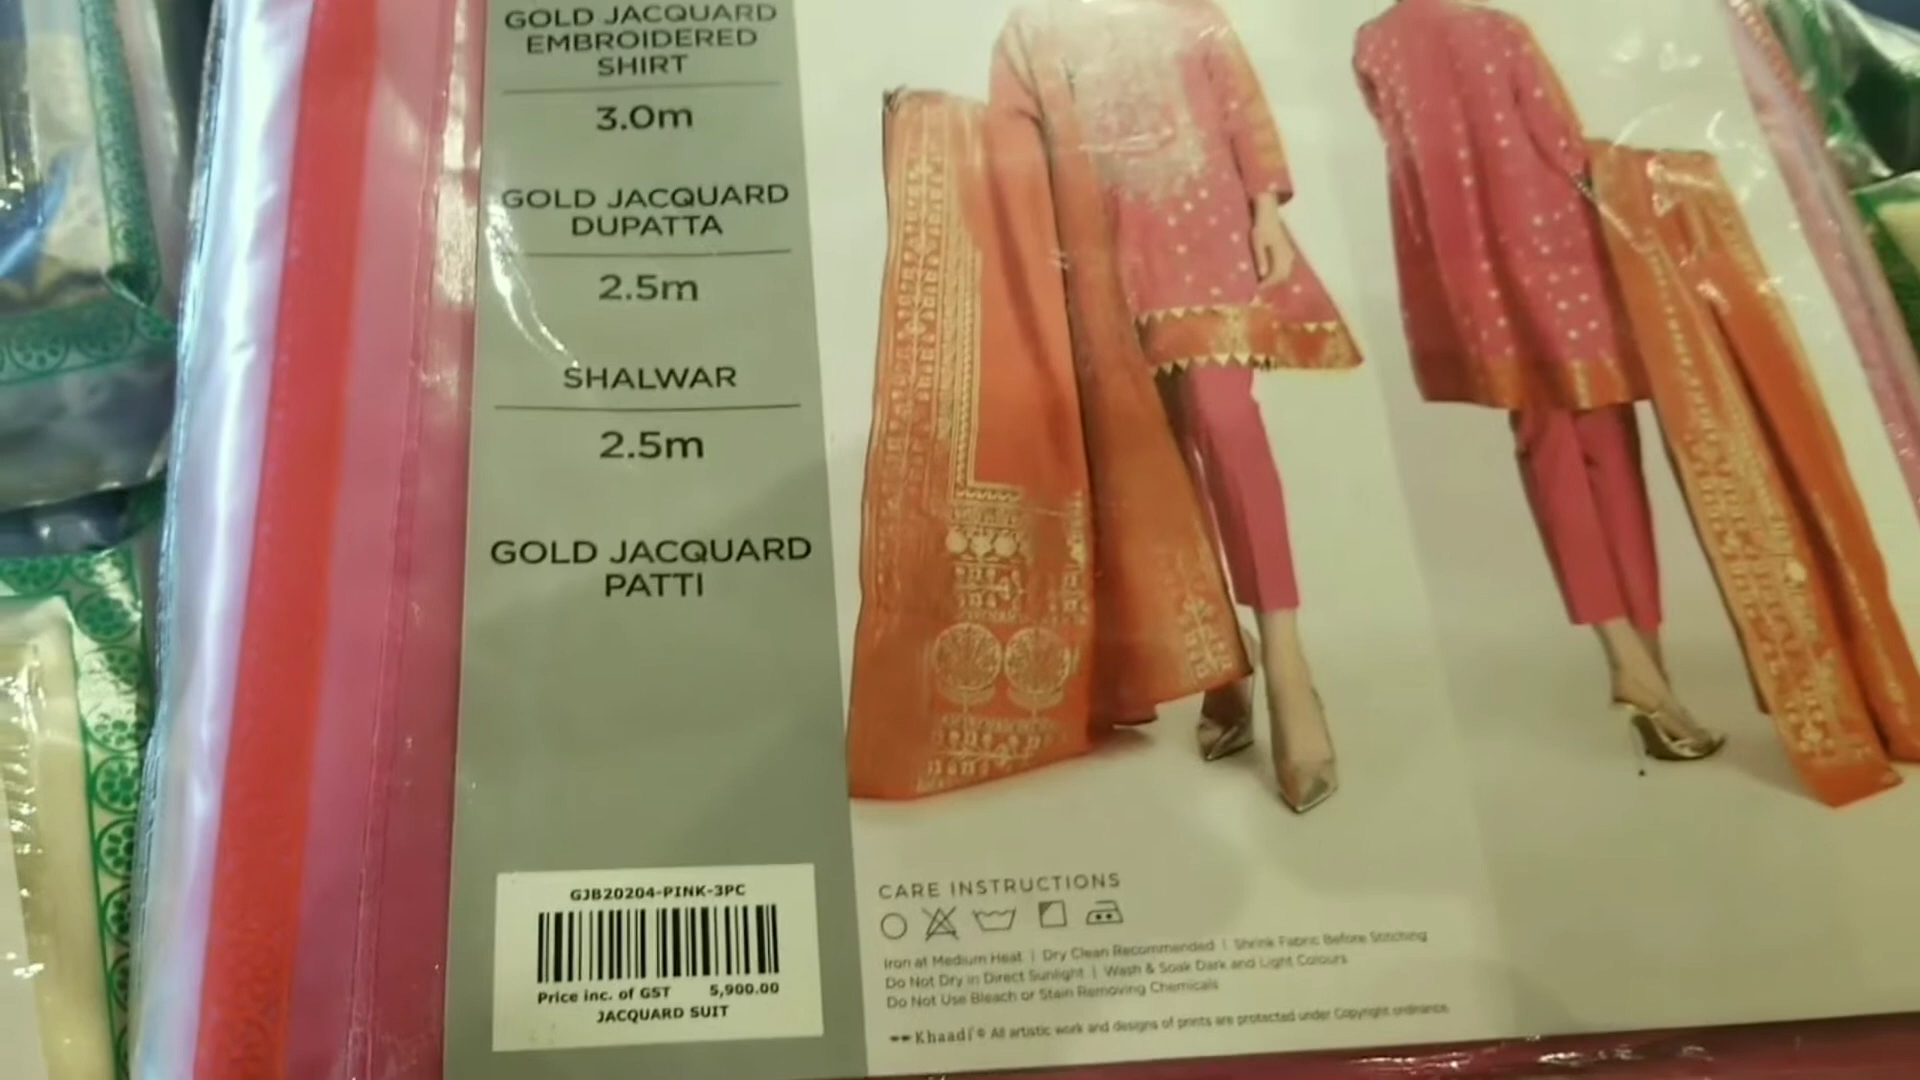 GOLD JACQUARD
EMBROIDERED
SHIRT
3.0m
GOLD JACQUARD
DUPATTA
2.5m
SHALWAR
2.5m
GOLD JACQUARD
PATTI
GJB20204-PINK-3PC
Price inc. of GST 5,900.00
JACQUARD SUIT
CARE INSTRUCTIONS
Iron at Medium Heat | Dry Clean Recommended | Shrink Fabric Before Stitching
Do Not Dry in Direct Sunlight | Wash & Soak Dark and Light Colours
Do Not Use Bleach or Stain Removing Chemicals
Khaadi © All artistic work and designs of prints are protected under Copyright ordinance.